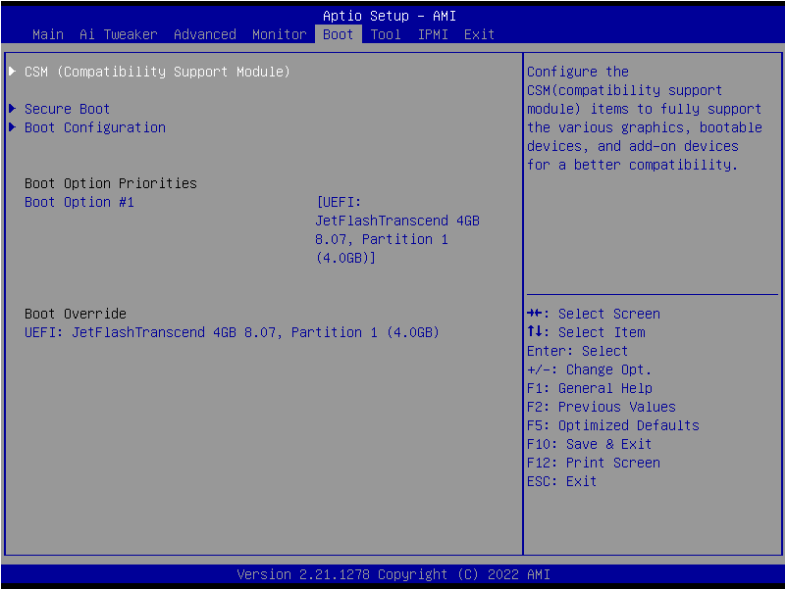 Aptio Setup – AMI
Main Ai Tweaker Advanced Monitor Boot Tool IPMI Exit
CSM (Compatibility Support Module)
Secure Boot
Boot Configuration
Boot Option Priorities
Boot Option #1 [UEFI:
JetFlashTranscend 4GB
8.07, Partition 1
(4.0GB)]
Boot Override
UEFI: JetFlashTranscend 4GB 8.07, Partition 1 (4.0GB)
Configure the
CSM(compatibility support
module) items to fully support
the various graphics, bootable
devices, and add-on devices
for a better compatibility.
→←: Select Screen
↑↓: Select Item
Enter: Select
+/-: Change Opt.
F1: General Help
F2: Previous Values
F5: Optimized Defaults
F10: Save & Exit
F12: Print Screen
ESC: Exit
Version 2.21.1278 Copyright (C) 2022 AMI